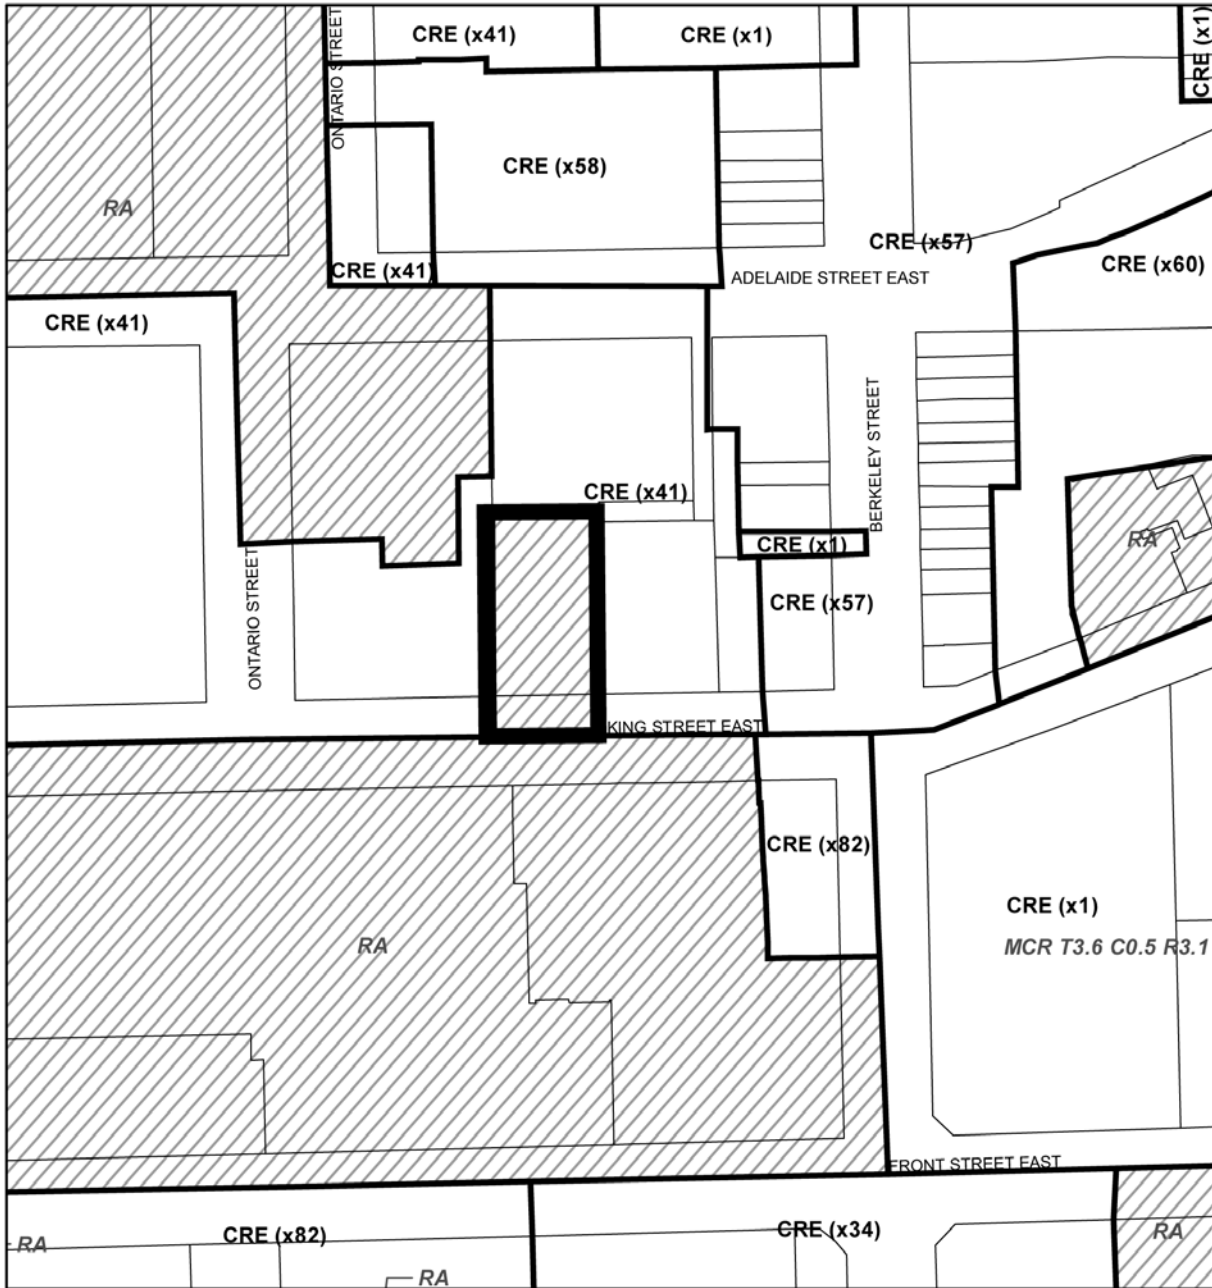 CRE (x41)
CRE (x1)
CRE (x1)
ONTARIO STREET
CRE (x58)
RA
CRE (x57)
CRE (x60)
CRE (x41)
ADELAIDE STREET EAST
CRE (x41)
BERKELEY STREET
CRE (x41)
RA
CRE (x1)
CRE (x57)
ONTARIO STREET
KING STREET EAST
CRE (x82)
CRE (x1)
RA
MCR T3.6 C0.5 R3.1
FRONT STREET EAST
CRE (x82)
CRE (x34)
RA
RA
RA